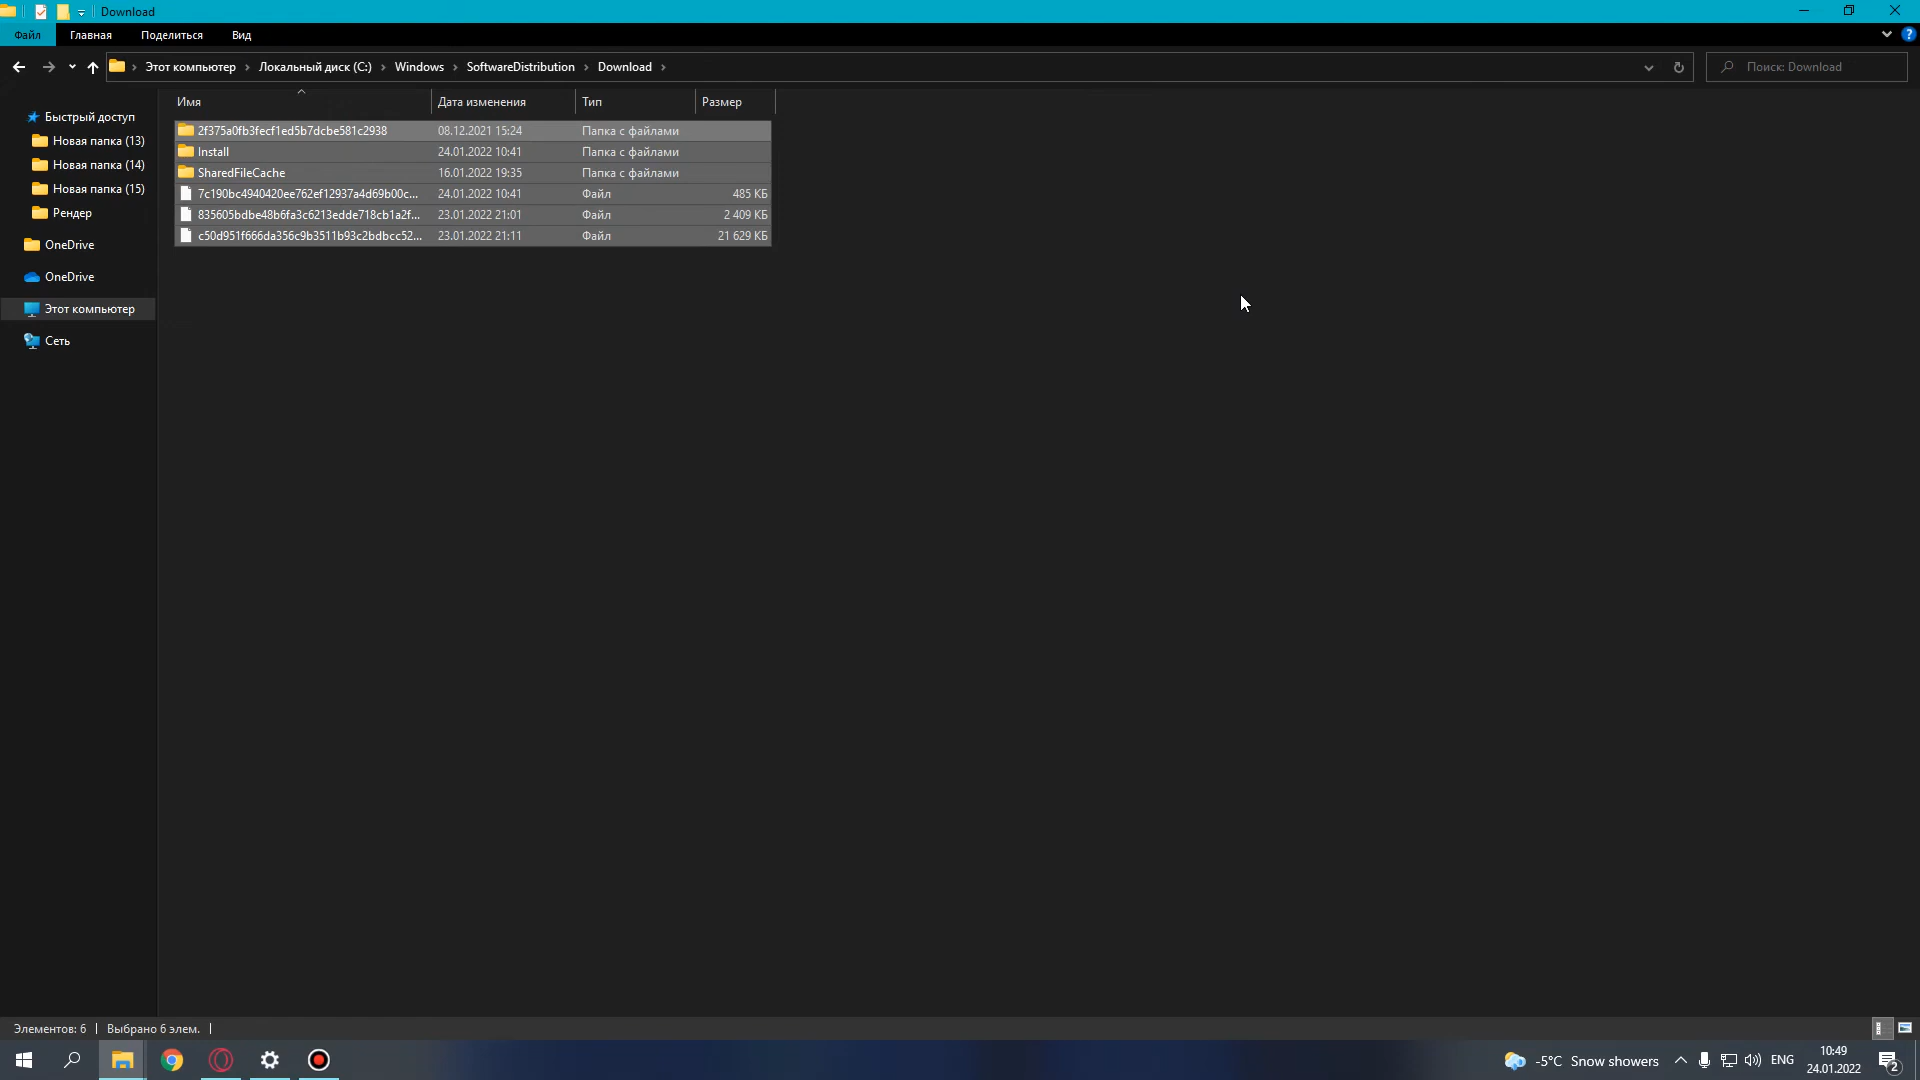 Download
Файл Главная Поделиться Вид
Этот компьютер Локальный диск (C:) Windows SoftwareDistribution Download
Поиск: Download
Имя Дата изменения Тип Размер
Быстрый доступ
Новая папка (13)
Новая папка (14)
Новая папка (15)
Рендер
OneDrive
OneDrive
Этот компьютер
Сеть
2f375a0fb3fecf1ed5b7dcbe581c2938 08.12.2021 15:24 Папка с файлами
Install 24.01.2022 10:41 Папка с файлами
SharedFileCache 16.01.2022 19:35 Папка с файлами
7c190bc4940420ee762ef12937a4d69b00c... 24.01.2022 10:41 Файл 485 КБ
835605bdbe48b6fa3c6213edde718cb1a2f... 23.01.2022 21:01 Файл 2 409 КБ
c50d951f666da356c9b3511b93c2bdbcc52... 23.01.2022 21:11 Файл 21 629 КБ
Элементов: 6 Выбрано 6 элем.
-5°C Snow showers ENG
10:49
24.01.2022
2